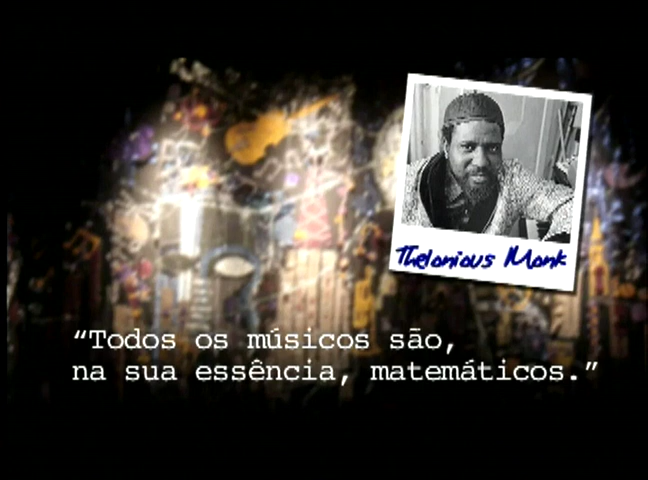 Thelonious Monk
“Todos os músicos são,
na sua essência, matemáticos.”